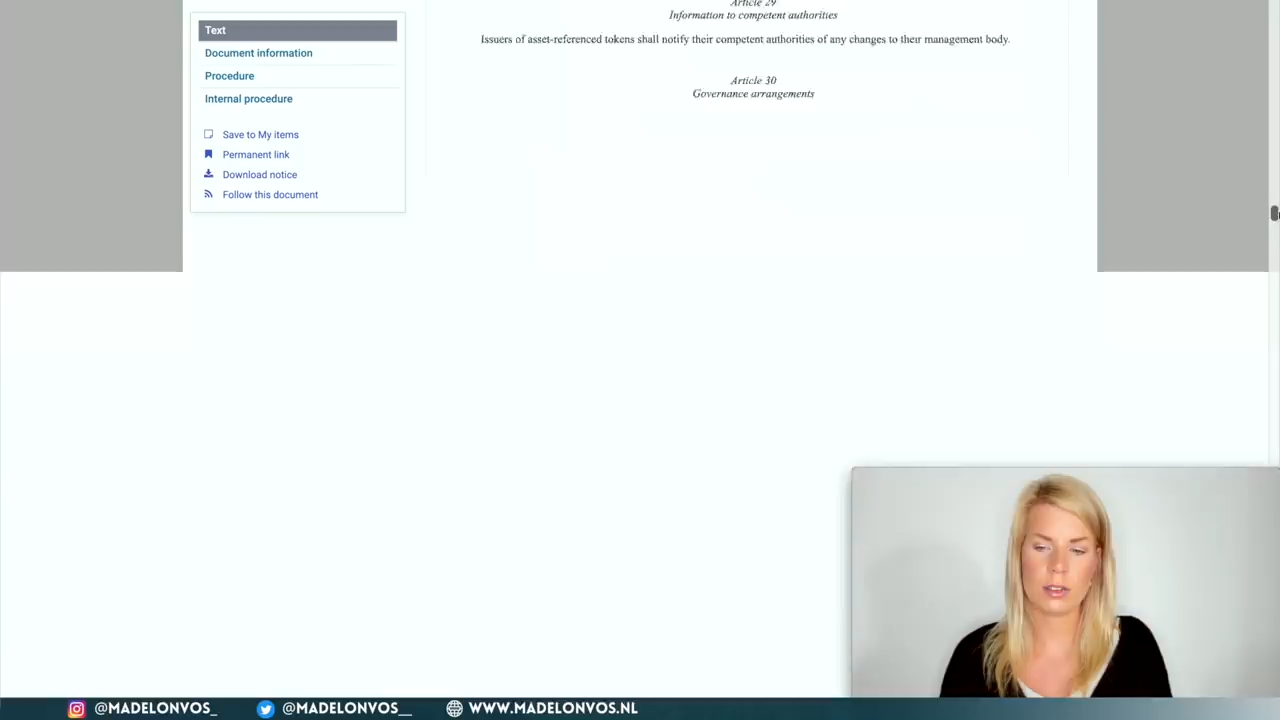 Text
Document information
Procedure
Internal procedure
Save to My items
Permanent link
Download notice
Follow this document
Article 29
Information to competent authorities
Issuers of asset-referenced tokens shall notify their competent authorities of any changes to their management body.
Article 30
Governance arrangements
@MADELONVOS_ @MADELONVOS__ WWW.MADELONVOS.NL